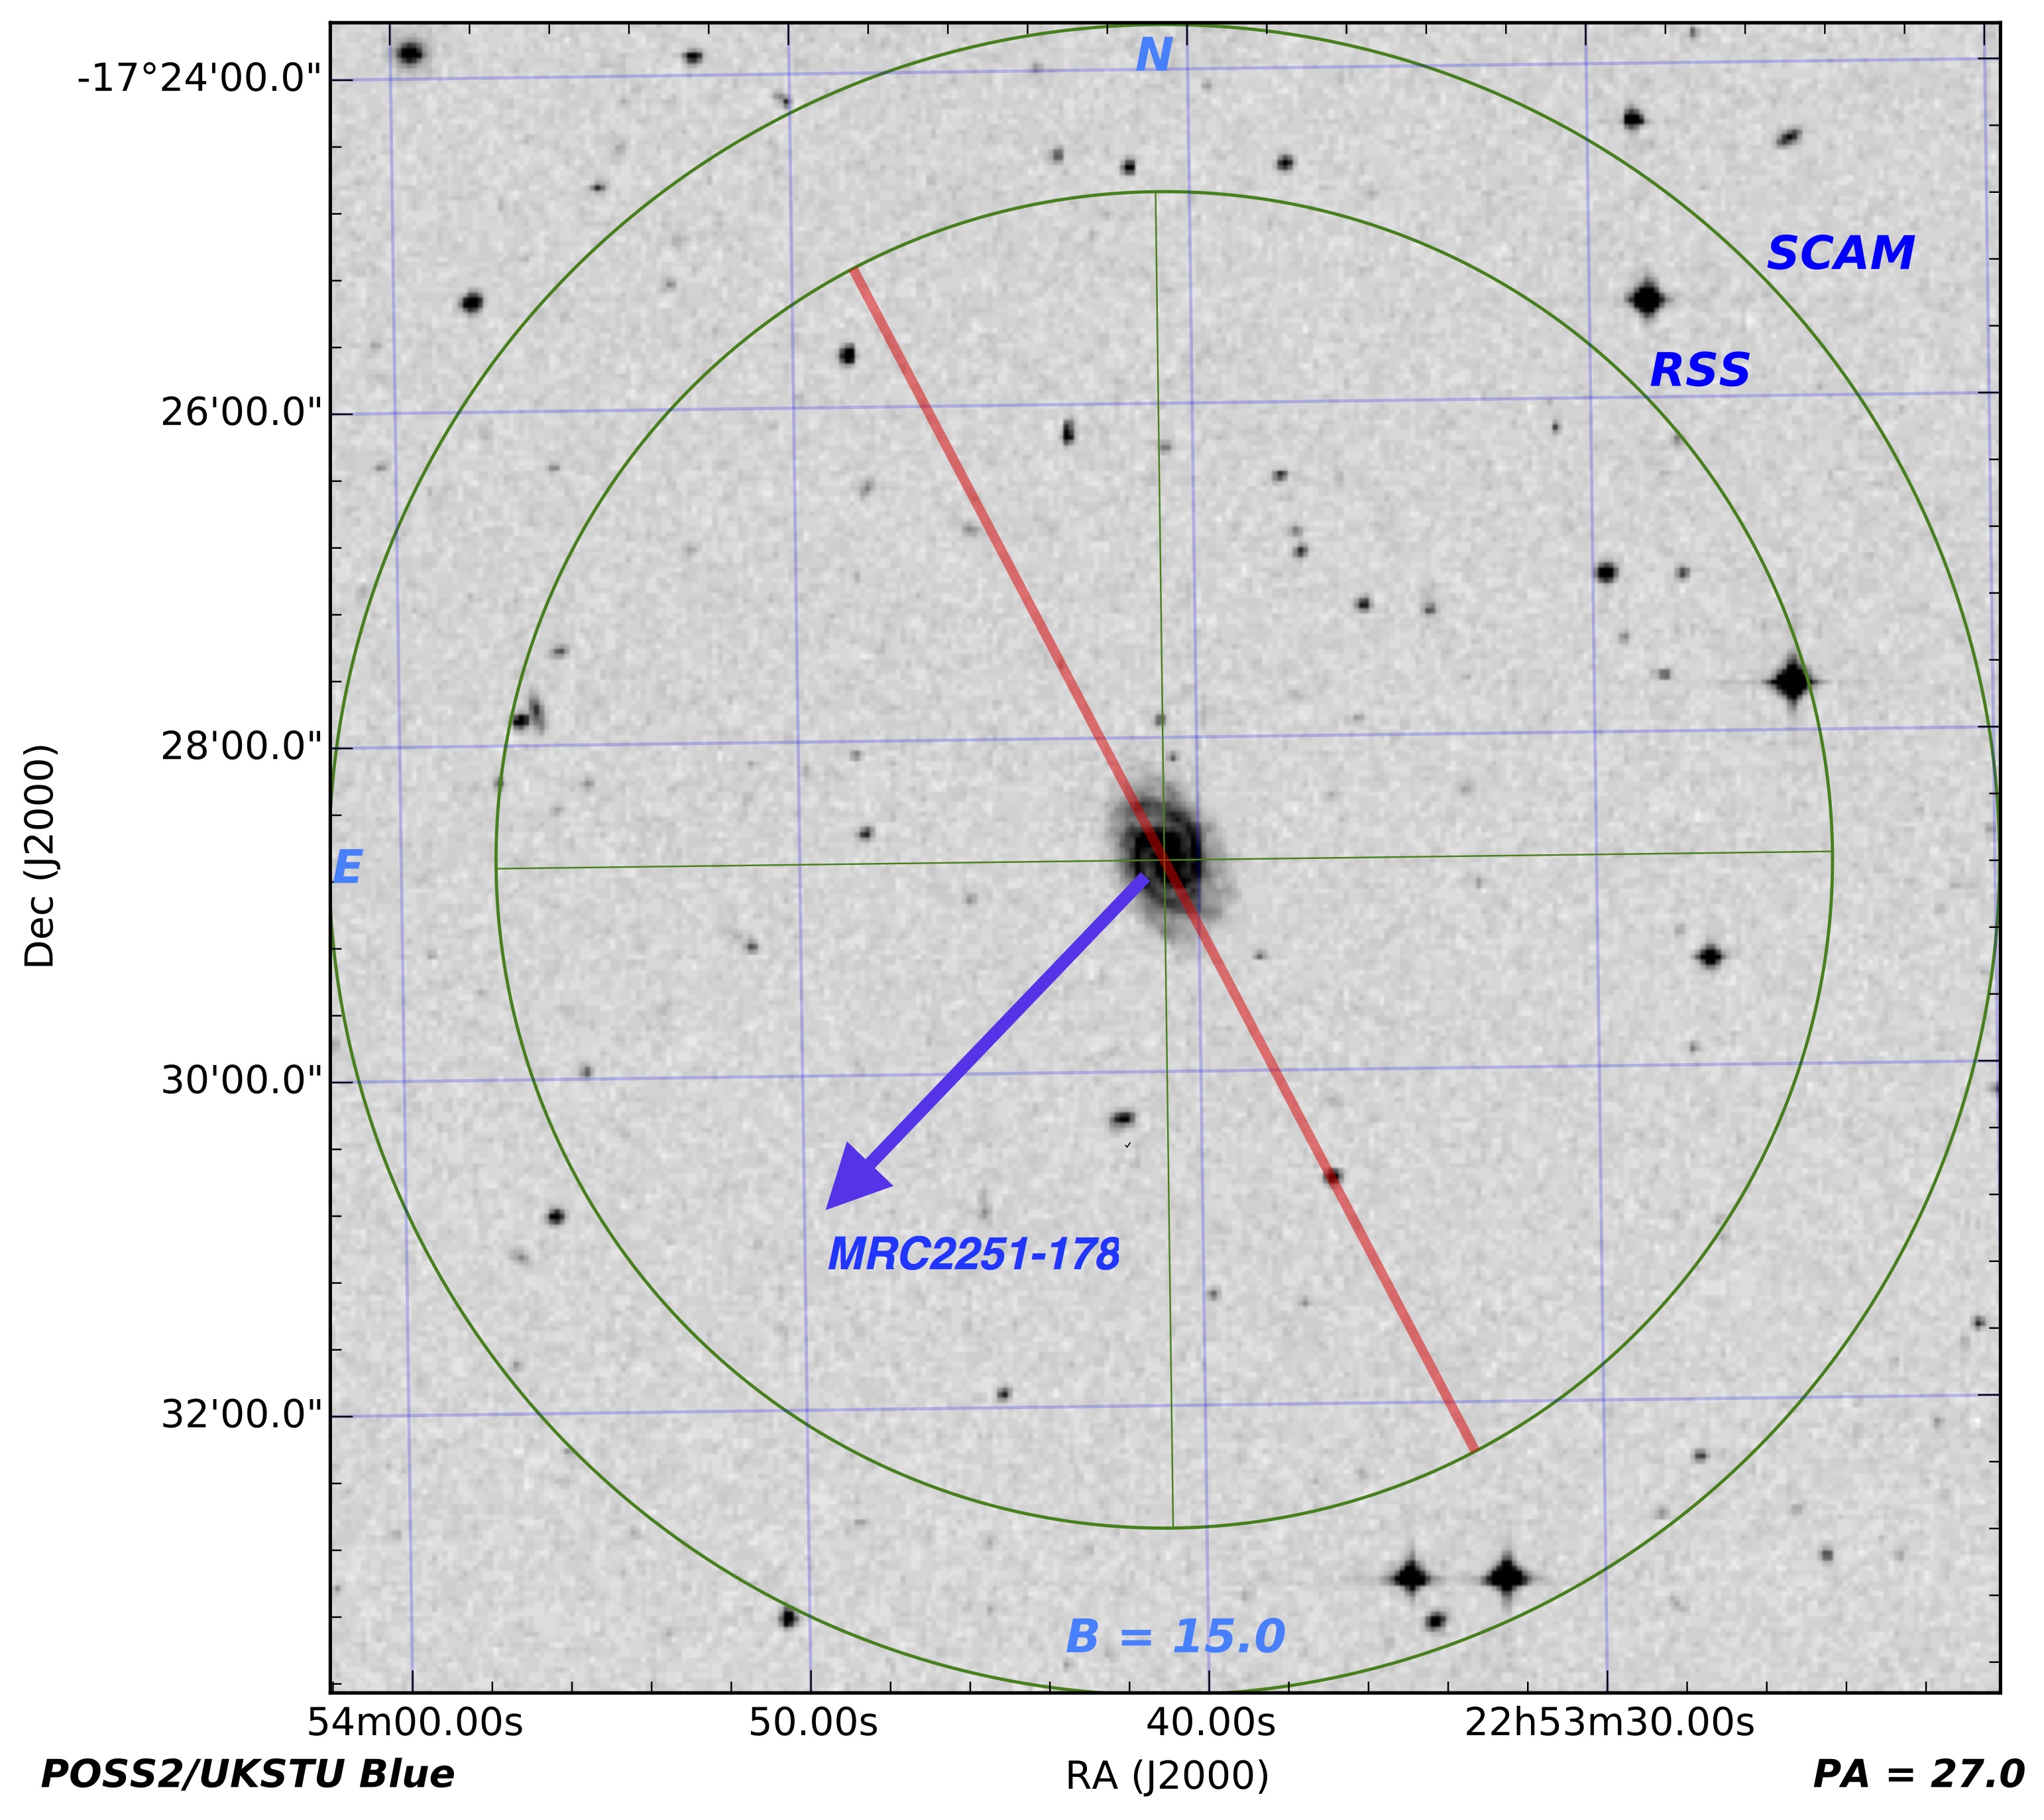 N
-17°24'00.0"
SCAM
RSS
26'00.0"
28'00.0"
E
Dec (J2000)
30'00.0"
MRC2251-178
32'00.0"
B = 15.0
54m00.00s 50.00s 40.00s 22h53m30.00s
POSS2/UKSTU Blue RA (J2000) PA = 27.0